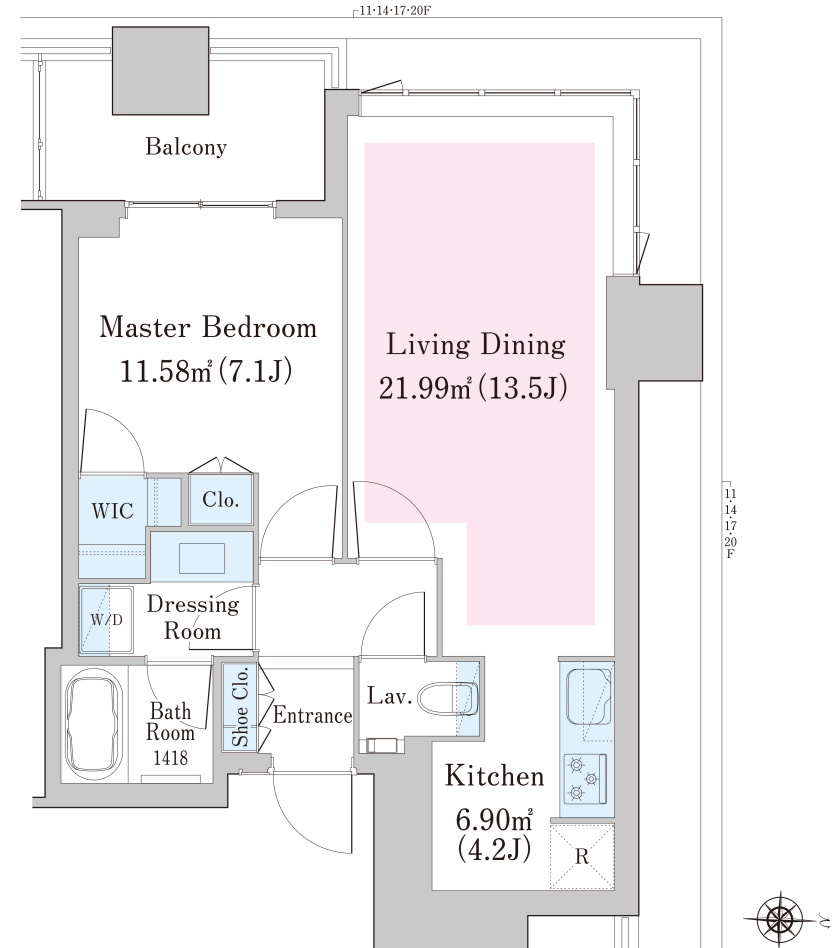 11·14·17·20F
Balcony
Master Bedroom
11.58㎡(7.1J)
Living Dining
21.99㎡(13.5J)
WIC
Clo.
11·14·17·20F
W/D
Dressing
Room
Shoe Clo.
Entrance
Lav.
Bath
Room
1418
Kitchen
6.90㎡
(4.2J)
R
N